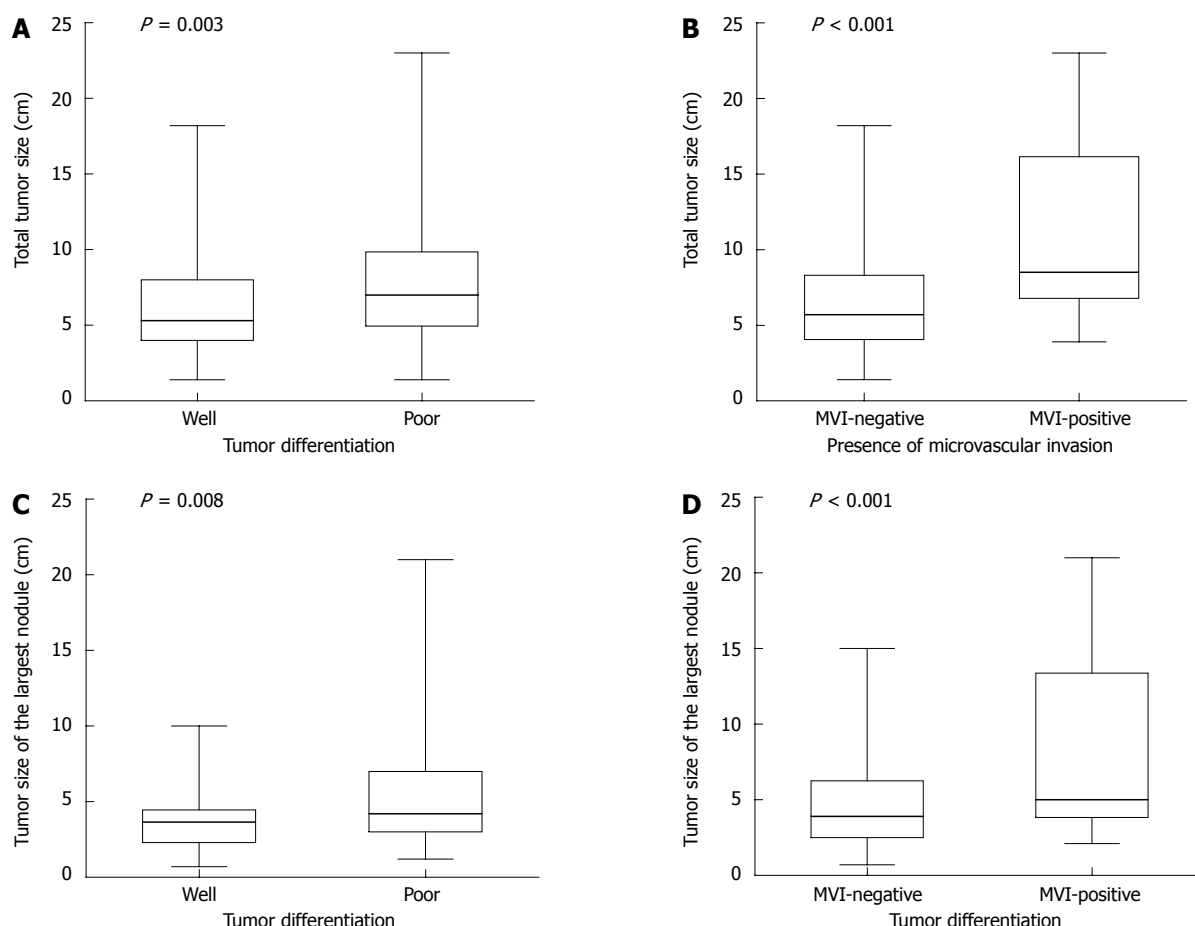 A
P = 0.003
Total tumor size (cm)
25
20
15
10
5
0
Well
Poor
Tumor differentiation
B
P < 0.001
Total tumor size (cm)
25
20
15
10
5
0
MVI-negative
MVI-positive
Presence of microvascular invasion
C
P = 0.008
Tumor size of the largest nodule (cm)
25
20
15
10
5
0
Well
Poor
Tumor differentiation
D
P < 0.001
Tumor size of the largest nodule (cm)
25
20
15
10
5
0
MVI-negative
MVI-positive
Tumor differentiation